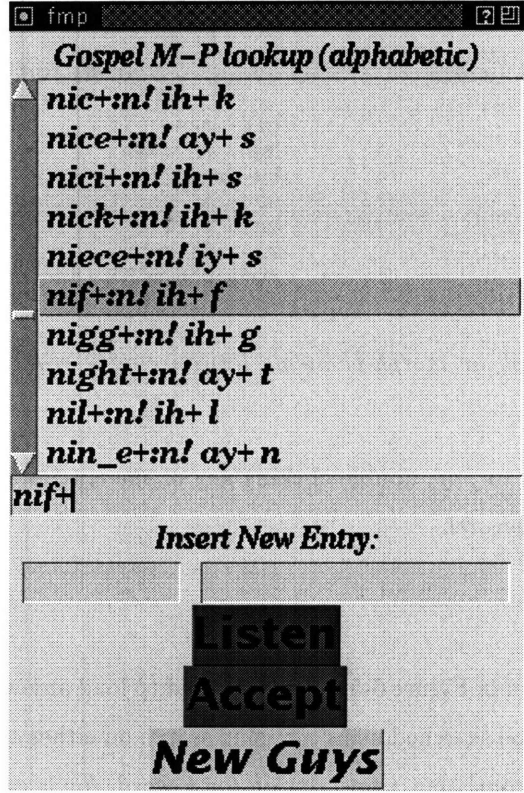 fmp
Gospel M-P lookup (alphabetic)
nic+:n! ih+ k
nice+:n! ay+ s
nici+:n! ih+ s
nick+:n! ih+ k
niece+:n! iy+ s
nif+:n! ih+ f
nigg+:n! ih+ g
night+:n! ay+ t
nil+:n! ih+ l
nin_e+:n! ay+ n
nif+
Insert New Entry:
Listen
Accept
New Guys